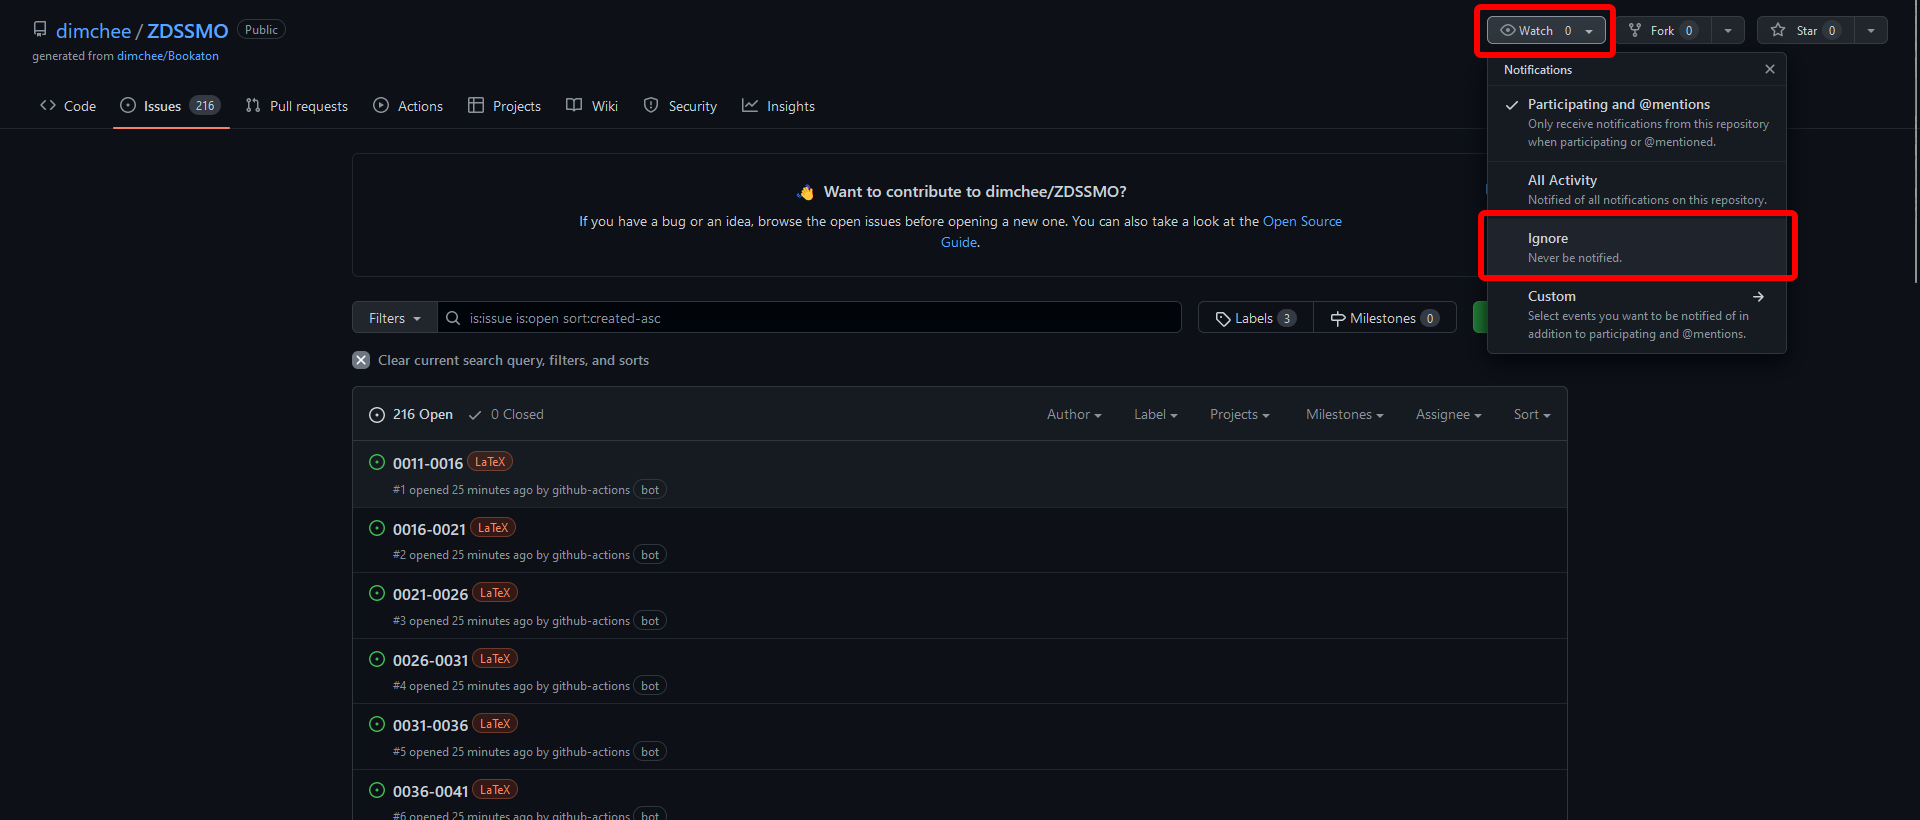 dimchee / ZDSSMO Public
generated from dimchee/Bookaton
Watch 0
Fork 0
Star 0
Code
Issues 216
Pull requests
Actions
Projects
Wiki
Security
Insights
Notifications
Participating and @mentions
Only receive notifications from this repository
when participating or @mentioned.
All Activity
Notified of all notifications on this repository.
Ignore
Never be notified.
Custom
Select events you want to be notified of in
addition to participating and @mentions.
Want to contribute to dimchee/ZDSSMO?
If you have a bug or an idea, browse the open issues before opening a new one. You can also take a look at the Open Source
Guide.
Filters
is:issue is:open sort:created-asc
Labels 3
Milestones 0
Clear current search query, filters, and sorts
216 Open
0 Closed
Author
Label
Projects
Milestones
Assignee
Sort
0011-0016 LaTeX
#1 opened 25 minutes ago by github-actions bot
0016-0021 LaTeX
#2 opened 25 minutes ago by github-actions bot
0021-0026 LaTeX
#3 opened 25 minutes ago by github-actions bot
0026-0031 LaTeX
#4 opened 25 minutes ago by github-actions bot
0031-0036 LaTeX
#5 opened 25 minutes ago by github-actions bot
0036-0041 LaTeX
#6 opened 25 minutes ago by github-actions bot